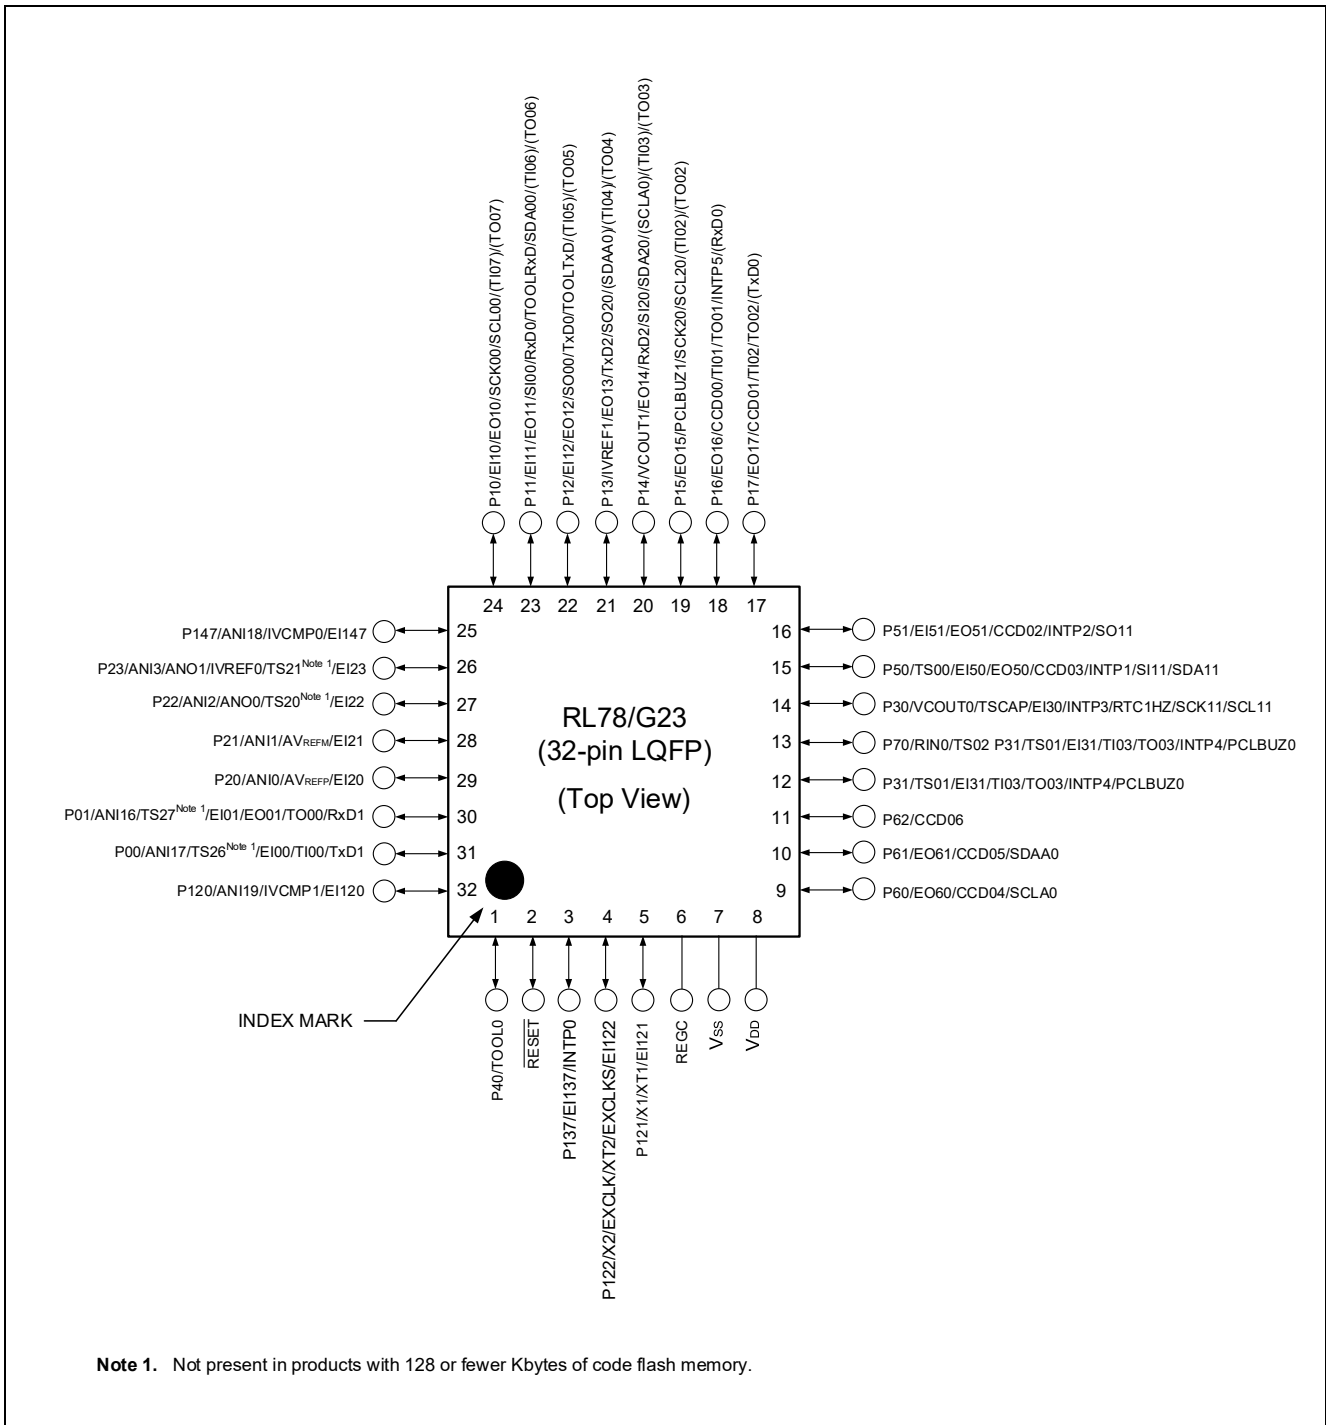 P10/EI10/EO10/SCK00/SCL00/(TI07)/(TO07)
P11/EI11/EO11/SI00/RxD0/TOOLRxD/SDA00/(TI06)/(TO06)
P12/EI12/EO12/SO00/TxD0/TOOLTxD/(TI05)/(TO05)
P13/IVREF1/EO13/TxD2/SO20/(SDAA0)/(TI04)/(TO04)
P14/VCOUT1/EO14/RxD2/SI20/SDA20/(SCLA0)/(TI03)/(TO03)
P15/EO15/PCLBUZ1/SCK20/SCL20/(TI02)/(TO02)
P16/EO16/CCD00/TI01/TO01/INTP5/(RxD0)
P17/EO17/CCD01/TI02/TO02/(TxD0)
24 23 22 21 20 19 18 17
P147/ANI18/IVCMP0/EI147 25
P23/ANI3/ANO1/IVREF0/TS21Note 1/EI23 26
P22/ANI2/ANO0/TS20Note 1/EI22 27
P21/ANI1/AVREFM/EI21 28
P20/ANI0/AVREFP/EI20 29
P01/ANI16/TS27Note 1/EI01/EO01/TO00/RxD1 30
P00/ANI17/TS26Note 1/EI00/TI00/TxD1 31
P120/ANI19/IVCMP1/EI120 32
RL78/G23
(32-pin LQFP)
(Top View)
16 P51/EI51/EO51/CCD02/INTP2/SO11
15 P50/TS00/EI50/EO50/CCD03/INTP1/SI11/SDA11
14 P30/VCOUT0/TSCAP/EI30/INTP3/RTC1HZ/SCK11/SCL11
13 P70/RIN0/TS02 P31/TS01/EI31/TI03/TO03/INTP4/PCLBUZ0
12 P31/TS01/EI31/TI03/TO03/INTP4/PCLBUZ0
11 P62/CCD06
10 P61/EO61/CCD05/SDAA0
9 P60/EO60/CCD04/SCLA0
1 2 3 4 5 6 7 8
INDEX MARK
P40/TOOL0
RESET
P137/EI137/INTP0
P122/X2/EXCLK/XT2/EXCLKS/EI122
P121/X1/XT1/EI121
REGC
VSS
VDD
Note 1. Not present in products with 128 or fewer Kbytes of code flash memory.